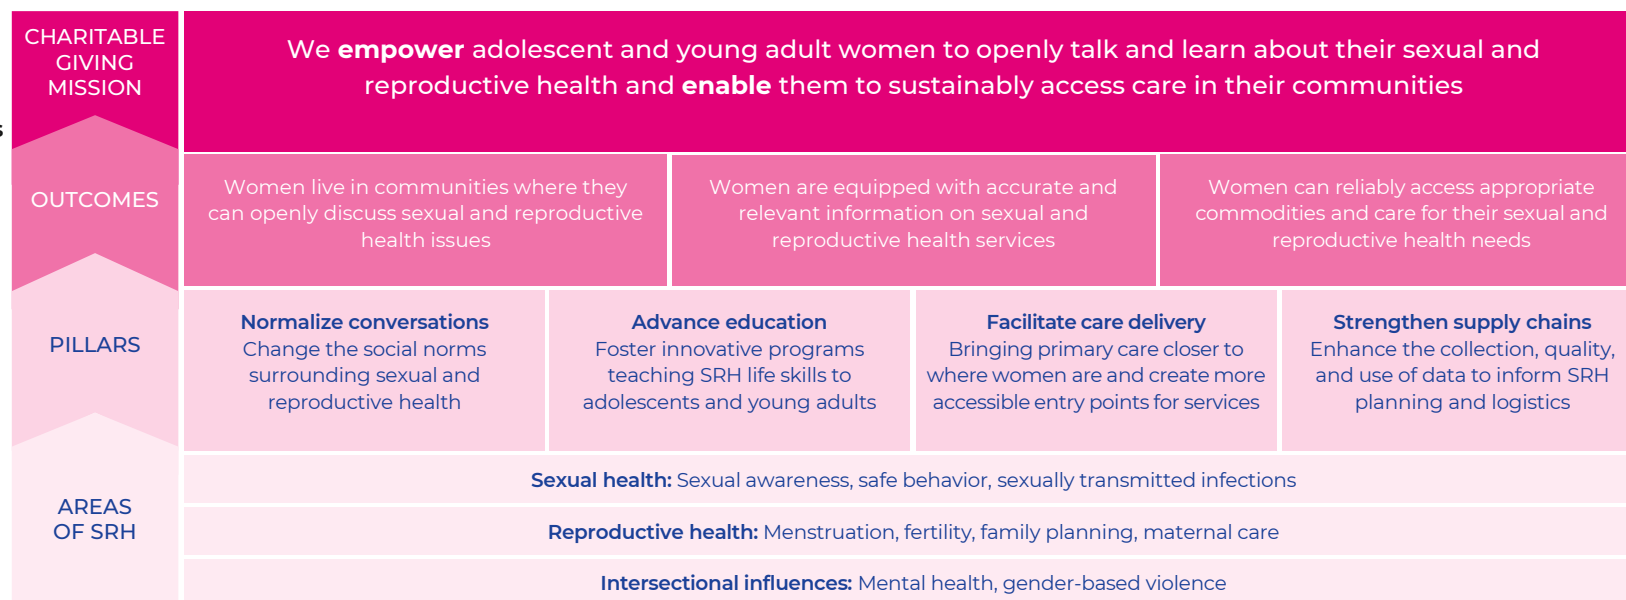 CHARITABLE
GIVING
MISSION
We empower adolescent and young adult women to openly talk and learn about their sexual and
reproductive health and enable them to sustainably access care in their communities
s
OUTCOMES
Women live in communities where they
can openly discuss sexual and reproductive
health issues
Women are equipped with accurate and
relevant information on sexual and
reproductive health services
Women can reliably access appropriate
commodities and care for their sexual and
reproductive health needs
PILLARS
Normalize conversations
Change the social norms
surrounding sexual and
reproductive health
Advance education
Foster innovative programs
teaching SRH life skills to
adolescents and young adults
Facilitate care delivery
Bringing primary care closer to
where women are and create more
accessible entry points for services
Strengthen supply chains
Enhance the collection, quality,
and use of data to inform SRH
planning and logistics
AREAS
OF SRH
Sexual health: Sexual awareness, safe behavior, sexually transmitted infections
Reproductive health: Menstruation, fertility, family planning, maternal care
Intersectional influences: Mental health, gender-based violence